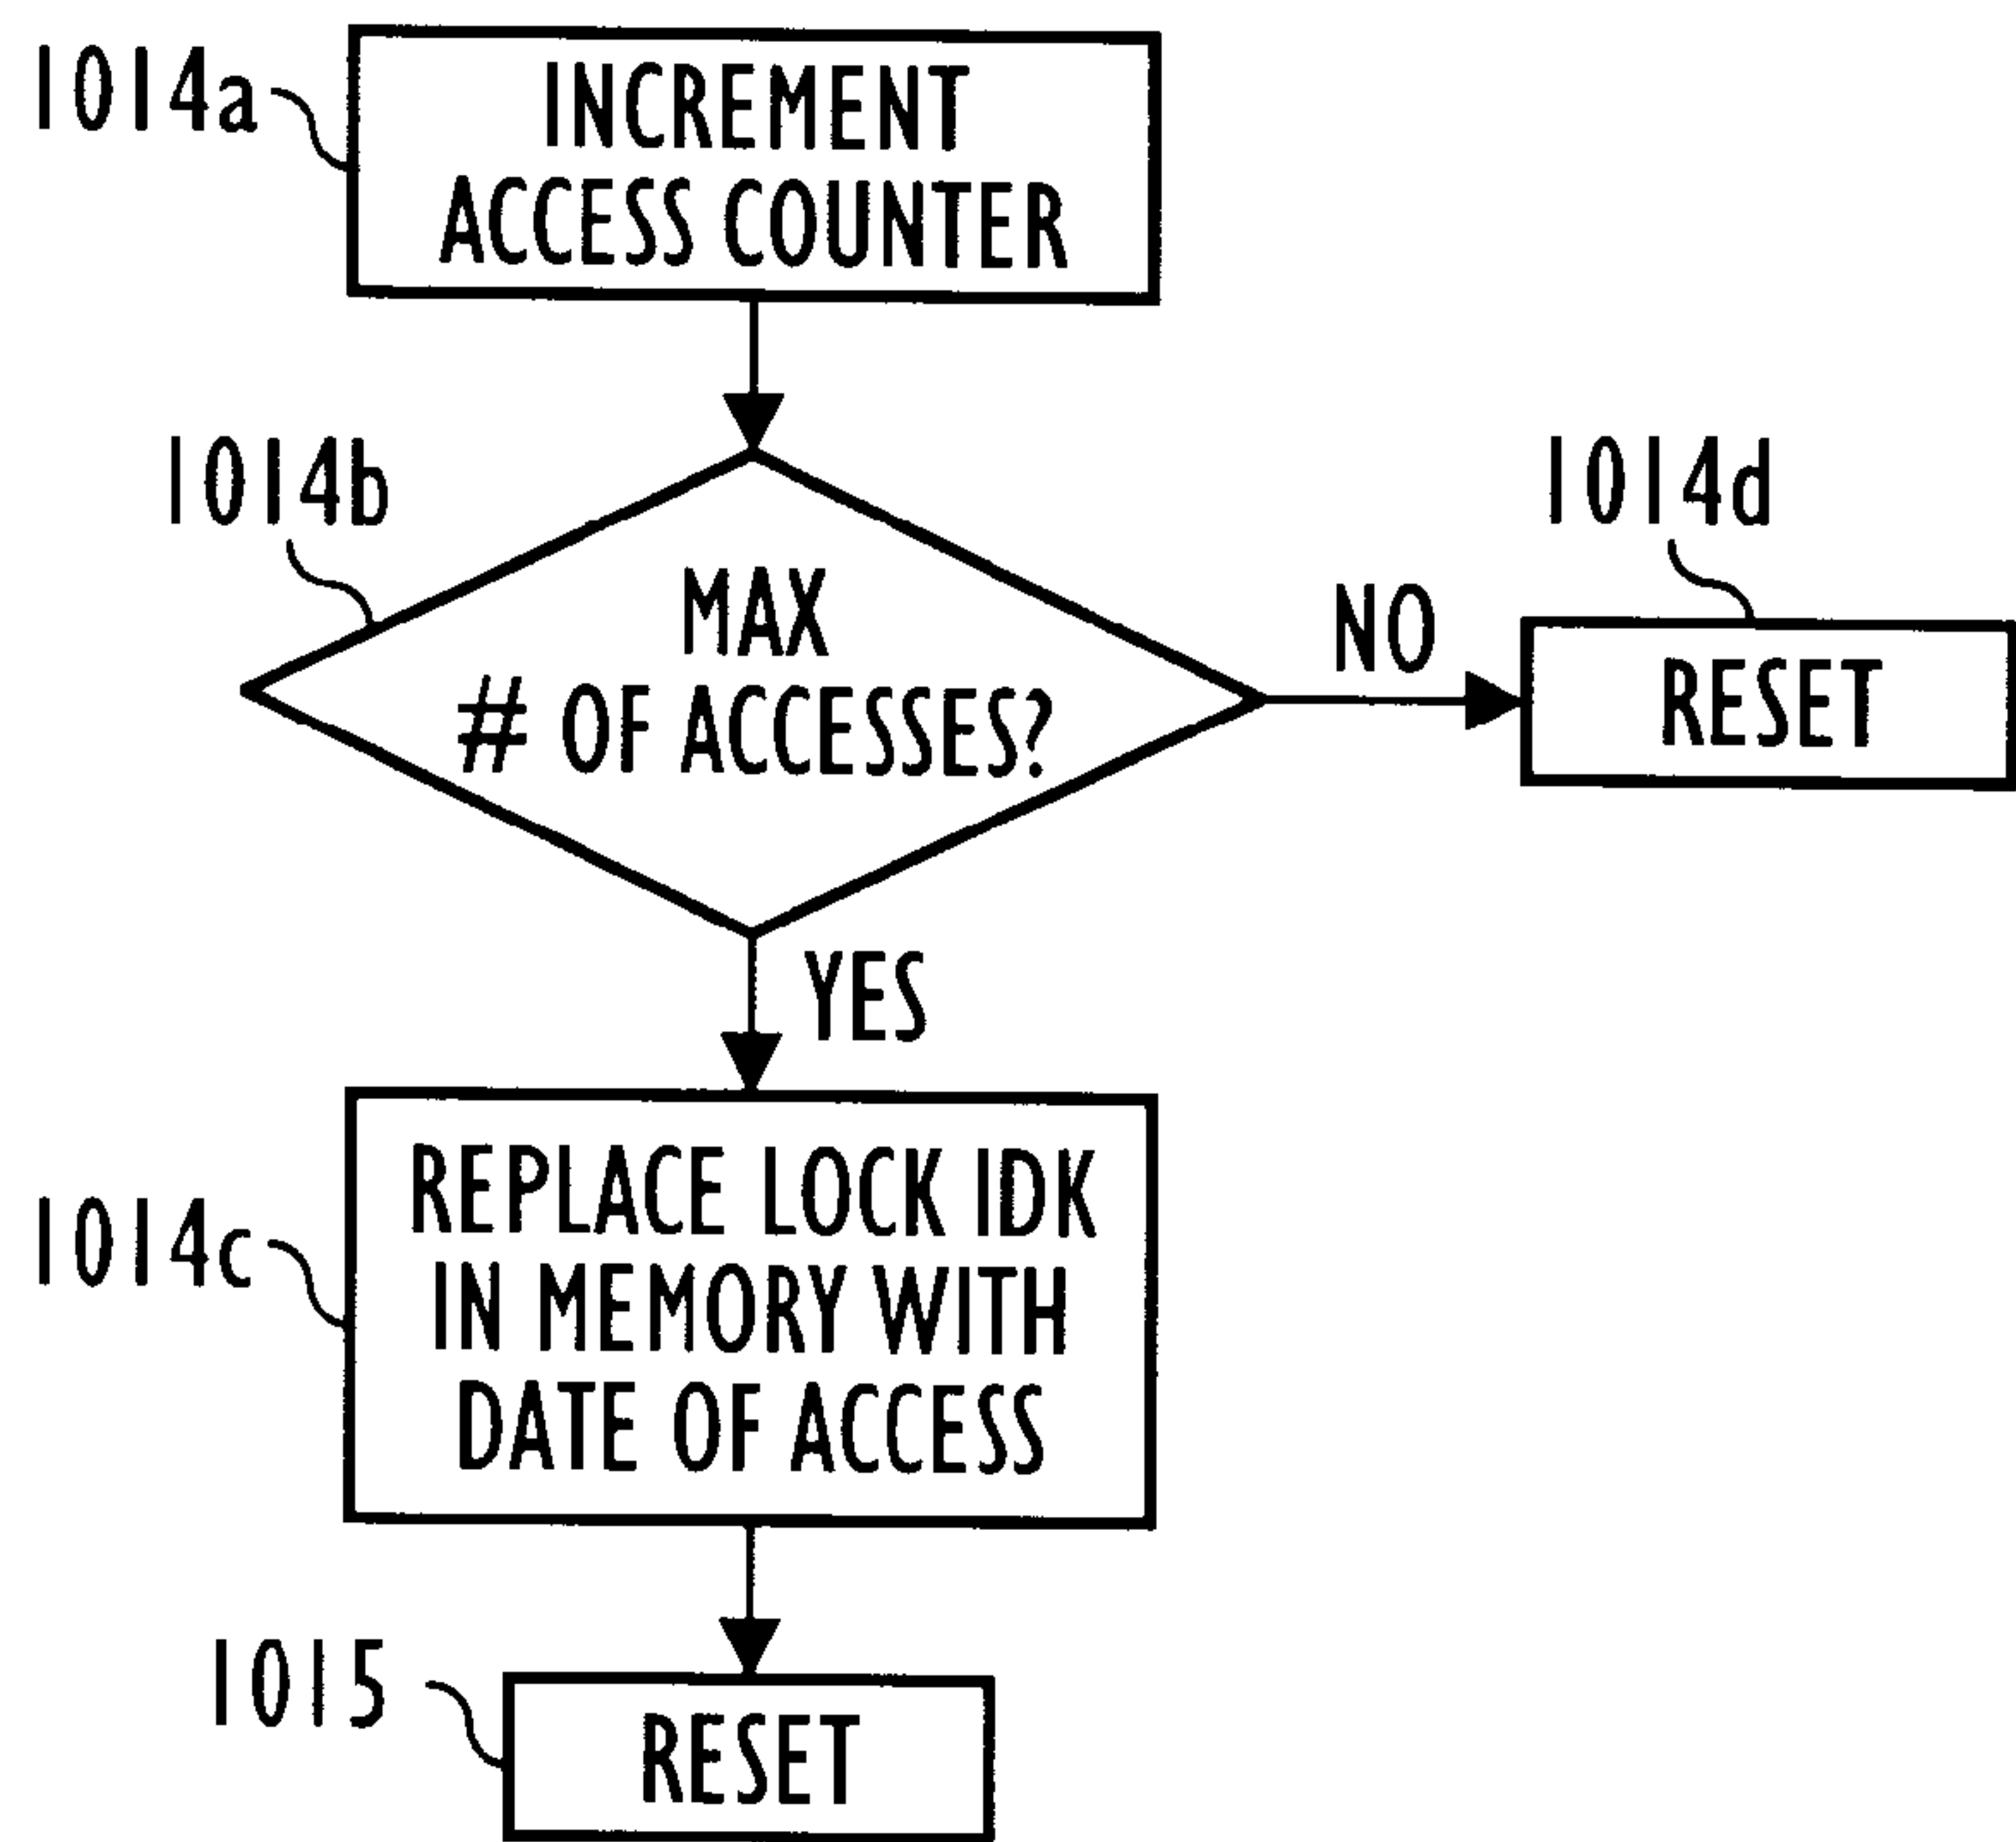 1014a
INCREMENT
ACCESS COUNTER
1014b
MAX
# OF ACCESSES?
NO
1014d
RESET
YES
1014c
REPLACE LOCK IDK
IN MEMORY WITH
DATE OF ACCESS
1015
RESET